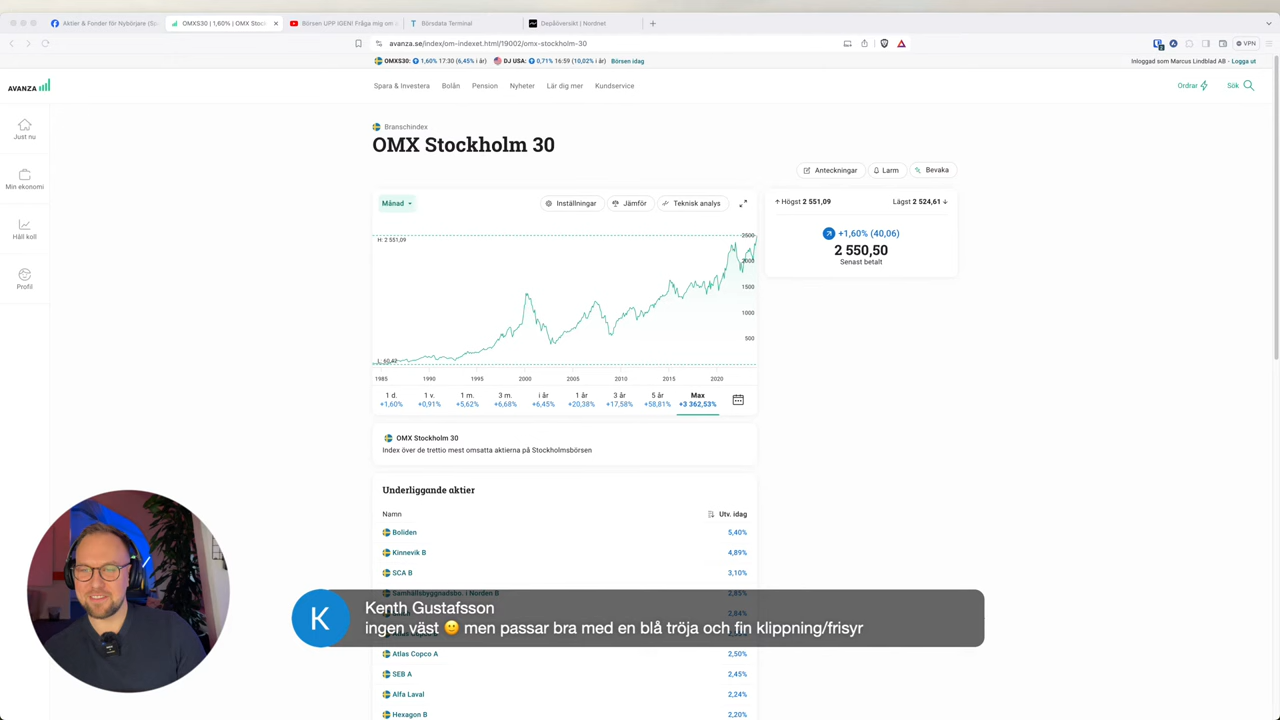 Aktier & Fonder för Nybörjare (Su
OMXS30 | 1,60% | OMX Stock
Börsen UPP IGEN! Fråga mig om
Börsdata Terminal
Depåöversikt | Nordnet
avanza.se/index/om-indexet.html/19002/omx-stockholm-30
VPN
OMXS30: 1,60% 17:30 (6,45% i år) DJ USA: 0,71% 16:59 (10,02% i år) Börsen idag
Inloggad som Marcus Lindblad AB - Logga ut
AVANZA
Spara & Investera Bolån Pension Nyheter Lär dig mer Kundservice
Ordrar Sök
Just nu
Min ekonomi
Håll koll
Profil
Branschindex
OMX Stockholm 30
Anteckningar Larm Bevaka
Månad Inställningar Jämför Teknisk analys
↑ Högst 2 551,09 Lägst 2 524,61 ↓
+1,60% (40,06)
2 550,50
Senast betalt
H: 2 551,09
2500
2000
1500
1000
500
L: 60,42
1985 1990 1995 2000 2005 2010 2015 2020
1 d. 1 v. 1 m. 3 m. i år 1 år 3 år 5 år Max
+1,60% +0,91% +5,62% +6,68% +6,45% +20,38% +17,58% +58,81% +3 362,53%
OMX Stockholm 30
Index över de trettio mest omsatta aktierna på Stockholmsbörsen
Underliggande aktier
Namn Utv. idag
Boliden 5,40%
Kinnevik B 4,89%
SCA B 3,10%
Samhällsbyggnadsbo. i Norden B 2,85%
2,84%
Kenth Gustafsson
K
ingen väst 🙂 men passar bra med en blå tröja och fin klippning/frisyr
Atlas Copco A 2,50%
SEB A 2,45%
Alfa Laval 2,24%
Hexagon B 2,20%